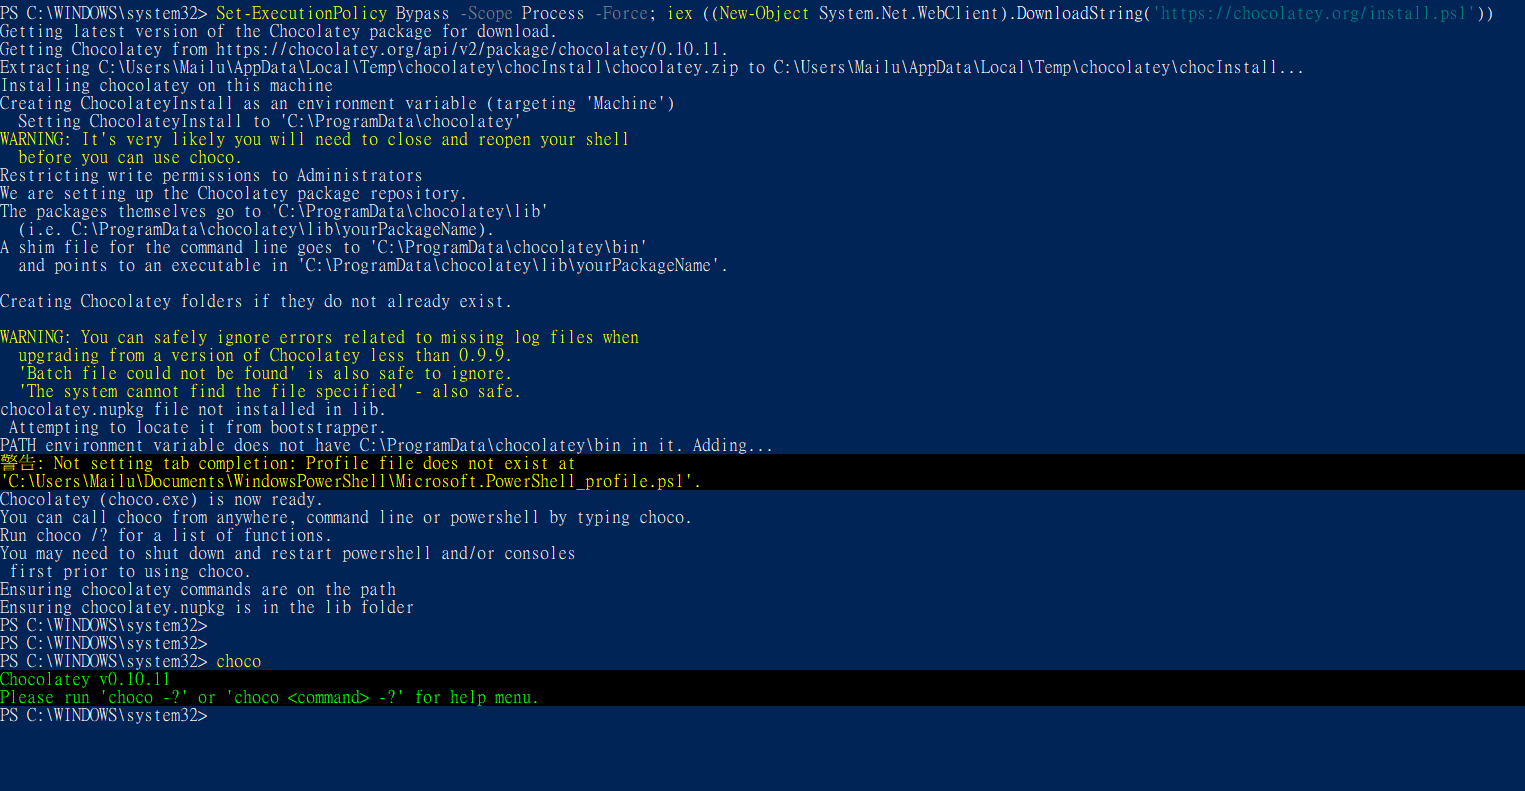 PS C:\WINDOWS\system32> Set-ExecutionPolicy Bypass -Scope Process -Force; iex ((New-Object System.Net.WebClient).DownloadString('https://chocolatey.org/install.ps1'))
Getting latest version of the Chocolatey package for download.
Getting Chocolatey from https://chocolatey.org/api/v2/package/chocolatey/0.10.11.
Extracting C:\Users\Mailu\AppData\Local\Temp\chocolatey\chocInstall\chocolatey.zip to C:\Users\Mailu\AppData\Local\Temp\chocolatey\chocInstall...
Installing chocolatey on this machine
Creating ChocolateyInstall as an environment variable (targeting 'Machine')
  Setting ChocolateyInstall to 'C:\ProgramData\chocolatey'
WARNING: It's very likely you will need to close and reopen your shell
  before you can use choco.
Restricting write permissions to Administrators
We are setting up the Chocolatey package repository.
The packages themselves go to 'C:\ProgramData\chocolatey\lib'
  (i.e. C:\ProgramData\chocolatey\lib\yourPackageName).
A shim file for the command line goes to 'C:\ProgramData\chocolatey\bin'
  and points to an executable in 'C:\ProgramData\chocolatey\lib\yourPackageName'.
Creating Chocolatey folders if they do not already exist.
WARNING: You can safely ignore errors related to missing log files when
  upgrading from a version of Chocolatey less than 0.9.9.
  'Batch file could not be found' is also safe to ignore.
  'The system cannot find the file specified' - also safe.
chocolatey.nupkg file not installed in lib.
 Attempting to locate it from bootstrapper.
PATH environment variable does not have C:\ProgramData\chocolatey\bin in it. Adding...
警告: Not setting tab completion: Profile file does not exist at
'C:\Users\Mailu\Documents\WindowsPowerShell\Microsoft.PowerShell_profile.ps1'.
Chocolatey (choco.exe) is now ready.
You can call choco from anywhere, command line or powershell by typing choco.
Run choco /? for a list of functions.
You may need to shut down and restart powershell and/or consoles
 first prior to using choco.
Ensuring chocolatey commands are on the path
Ensuring chocolatey.nupkg is in the lib folder
PS C:\WINDOWS\system32>
PS C:\WINDOWS\system32>
PS C:\WINDOWS\system32> choco
Chocolatey v0.10.11
Please run 'choco -?' or 'choco <command> -?' for help menu.
PS C:\WINDOWS\system32>